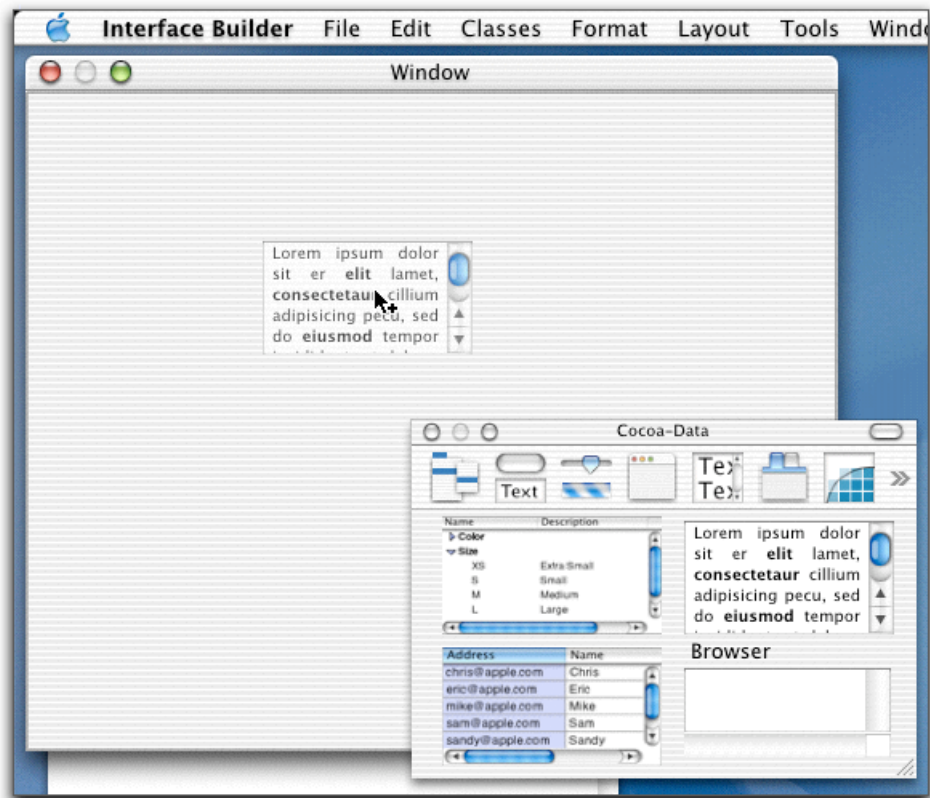 Interface Builder File Edit Classes Format Layout Tools Windo
Window
Lorem ipsum dolor
sit er elit lamet,
consectetaur cillium
adipisicing pecu, sed
do eiusmod tempor
Cocoa-Data
Text
Tex
Tex
Name Description
Color
Size
XS Extra Small
S Small
M Medium
L Large
Lorem ipsum dolor
sit er elit lamet,
consectetaur cillium
adipisicing pecu, sed
do eiusmod tempor
Browser
Address Name
chris@apple.com Chris
eric@apple.com Eric
mike@apple.com Mike
sam@apple.com Sam
sandy@apple.com Sandy